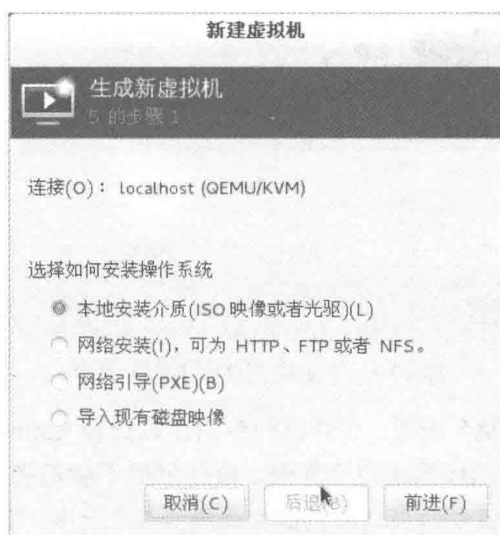 新建虚拟机
生成新虚拟机
5 的步骤 1
连接(O)： localhost (QEMU/KVM)
选择如何安装操作系统
本地安装介质(ISO 映像或者光驱)(L)
网络安装(I)，可为 HTTP、FTP 或者 NFS。
网络引导(PXE)(B)
导入现有磁盘映像
取消(C)
后退(B)
前进(F)